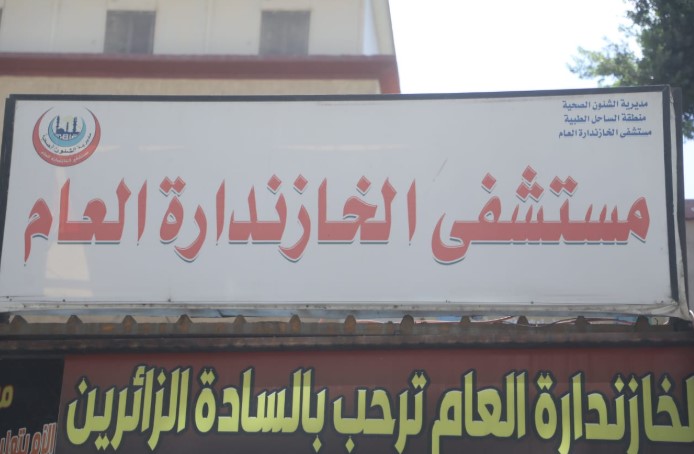 مديرية الشئون الصحية
منطقة الساحل الطبية
مستشفى الخازندارة العام
مستشفى الخازندارة العام
الخازندارة العام ترحب بالسادة الزائرين